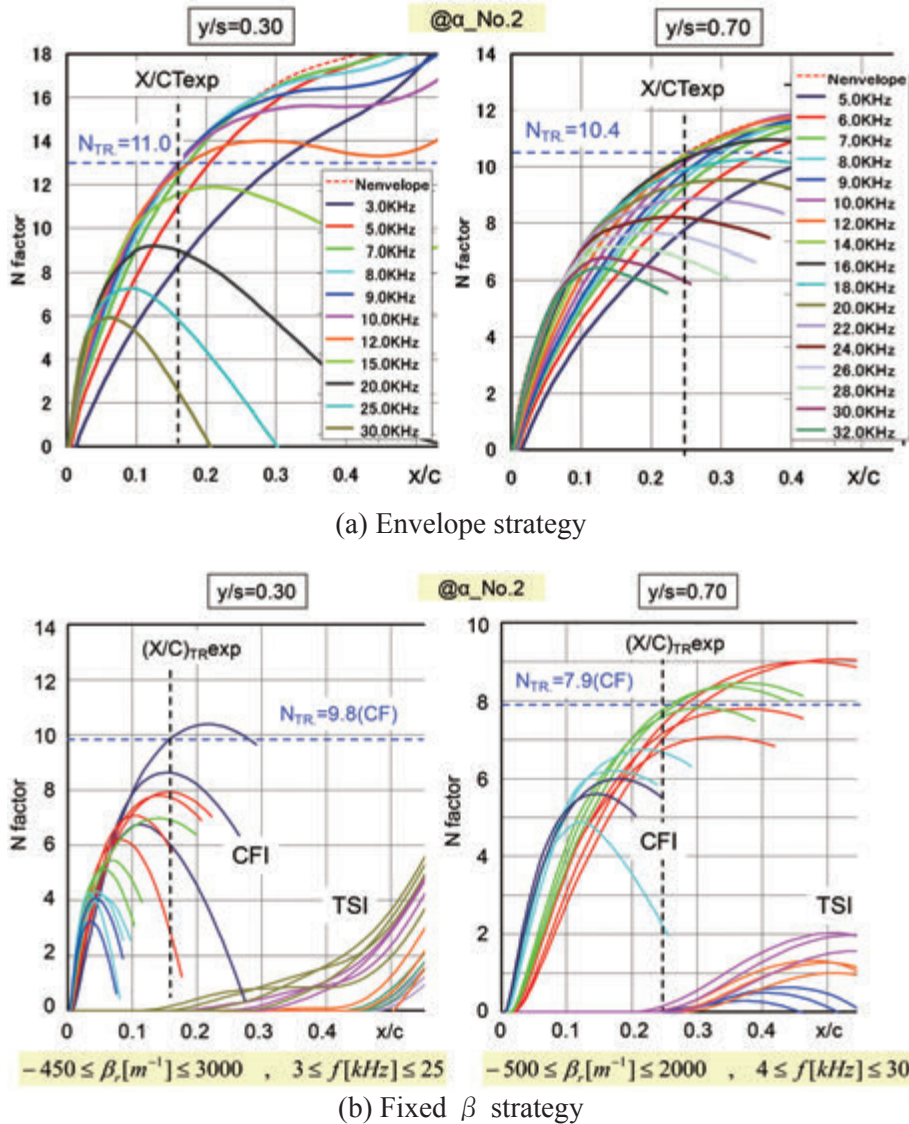 @α_No.2
y/s=0.30
y/s=0.70
18
16
14
12
10
8
6
4
2
0
N factor
X/CTexp
N_TR.=11.0
Nenvelope
3.0KHz
5.0KHz
7.0KHz
8.0KHz
9.0KHz
10.0KHz
12.0KHz
15.0KHz
20.0KHz
25.0KHz
30.0KHz
0 0.1 0.2 0.3 0.4 X/C
14
12
10
8
6
4
2
0
N factor
X/CTexp
N_TR.=10.4
Nenvelope
5.0KHz
6.0KHz
7.0KHz
8.0KHz
9.0KHz
10.0KHz
12.0KHz
14.0KHz
16.0KHz
18.0KHz
20.0KHz
22.0KHz
24.0KHz
26.0KHz
28.0KHz
30.0KHz
32.0KHz
0 0.1 0.2 0.3 0.4 X/C
(a) Envelope strategy
@α_No.2
y/s=0.30
y/s=0.70
14
12
10
8
6
4
2
0
N factor
(X/C)_TRexp
N_TR.=9.8(CF)
CFI
TSI
0 0.1 0.2 0.3 0.4 x/c
10
8
6
4
2
0
N factor
(X/C)_TRexp
N_TR.=7.9(CF)
CFI
TSI
0 0.1 0.2 0.3 0.4 x/c
−450 ≤ β_r[m⁻¹] ≤ 3000 , 3 ≤ f[kHz] ≤ 25
−500 ≤ β_r[m⁻¹] ≤ 2000 , 4 ≤ f[kHz] ≤ 30
(b) Fixed β strategy